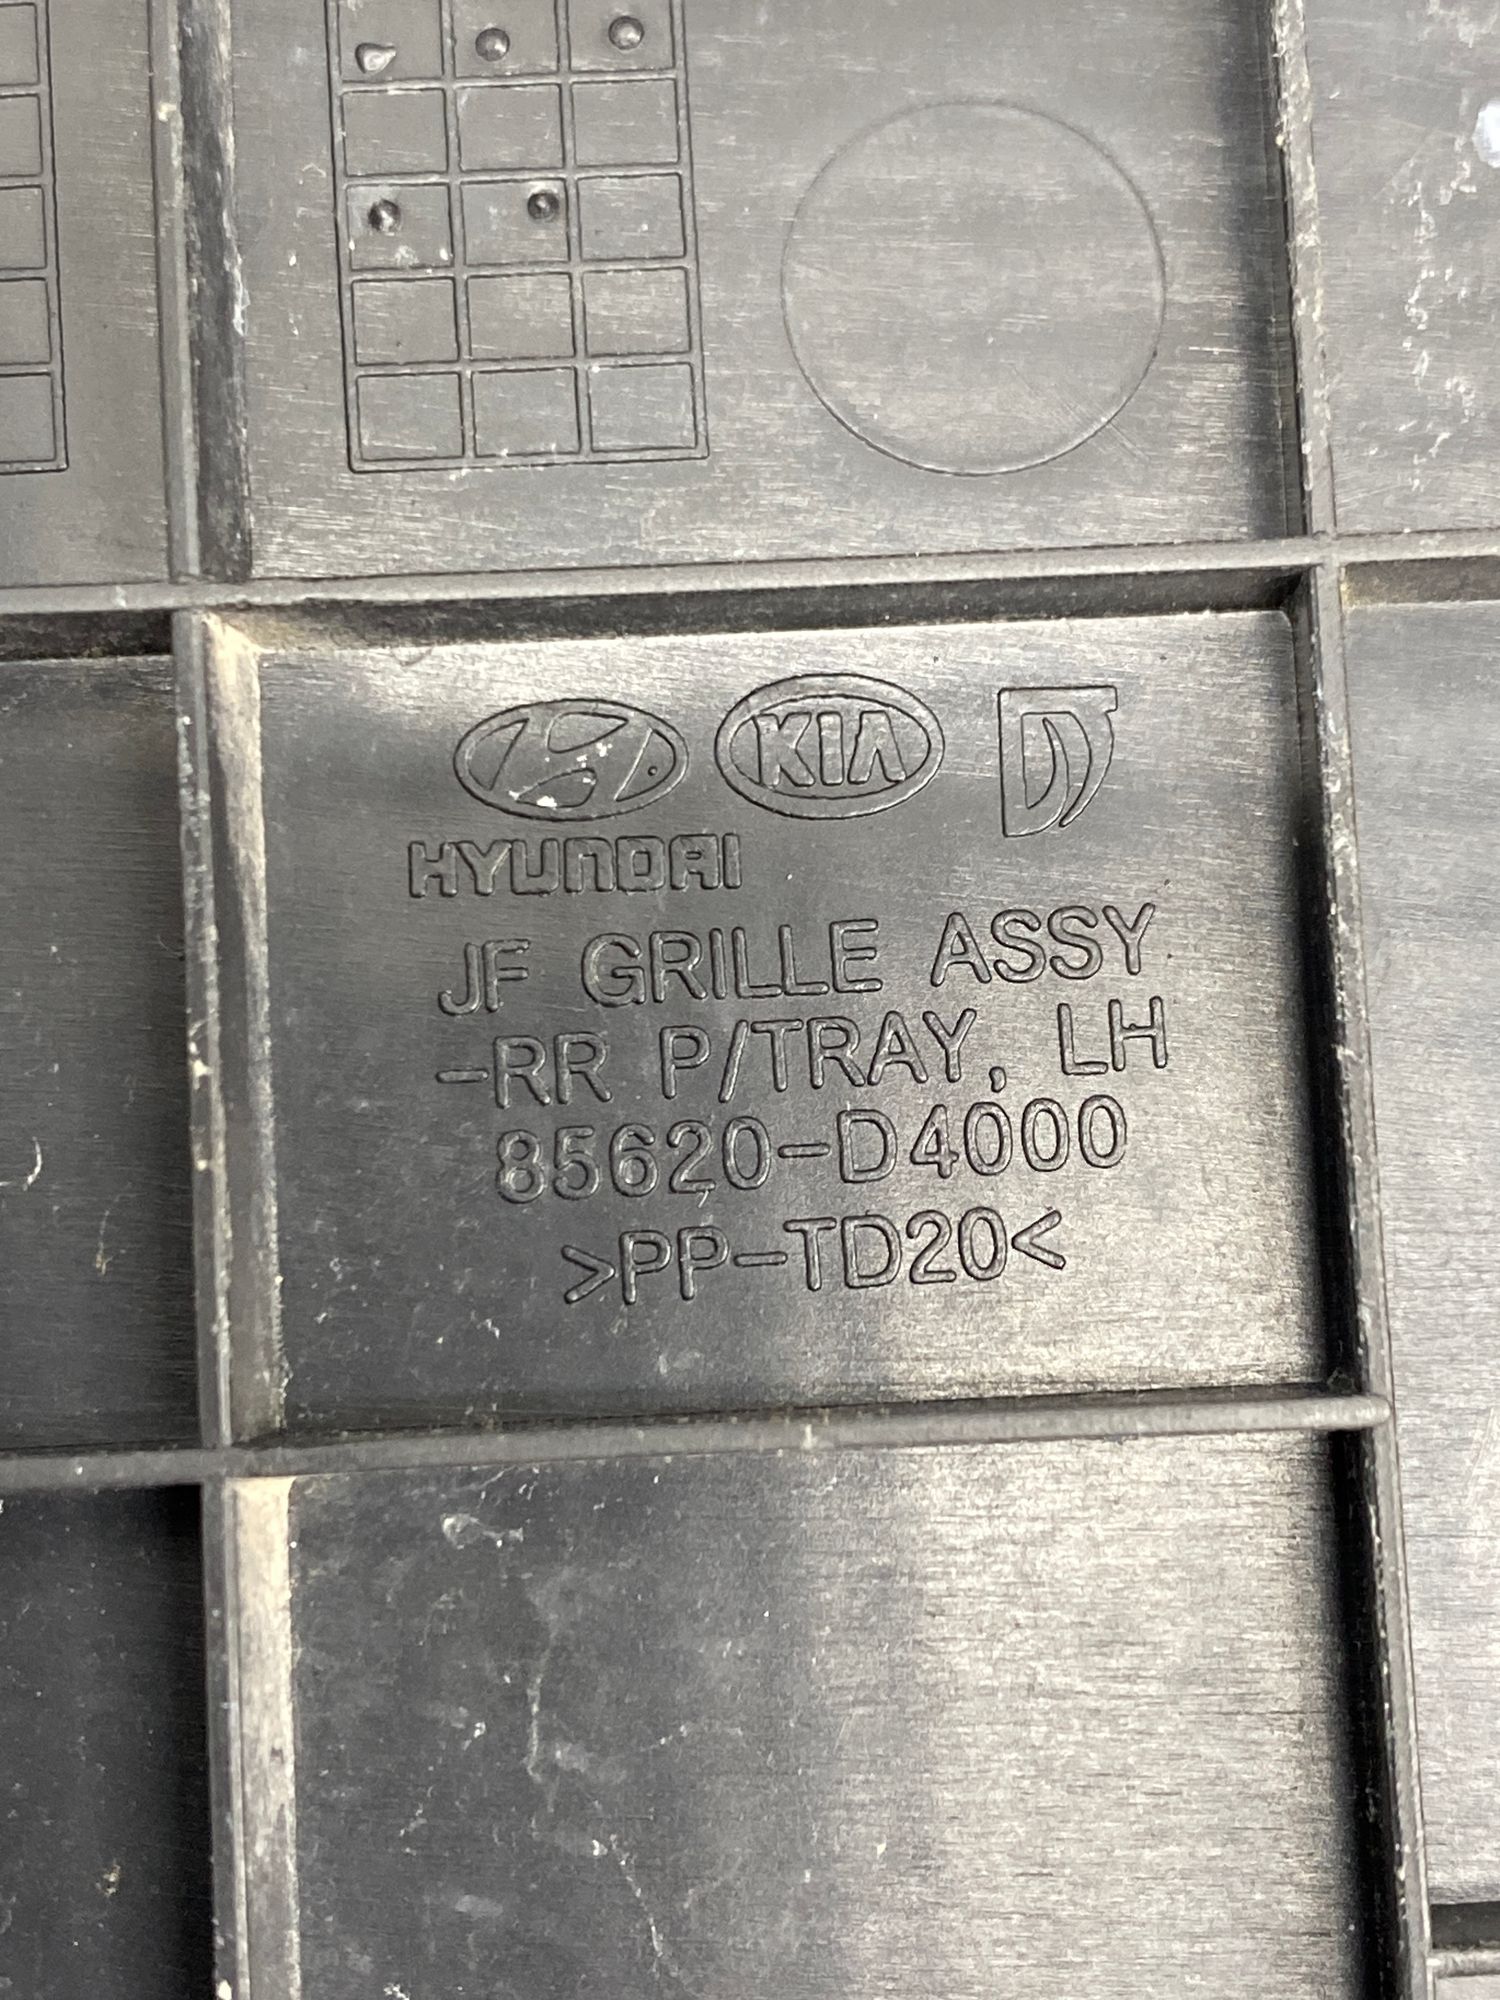 KIA
HYUNDAI
JF GRILLE ASSY
-RR P/TRAY, LH
85620-D4000
>PP-TD20<